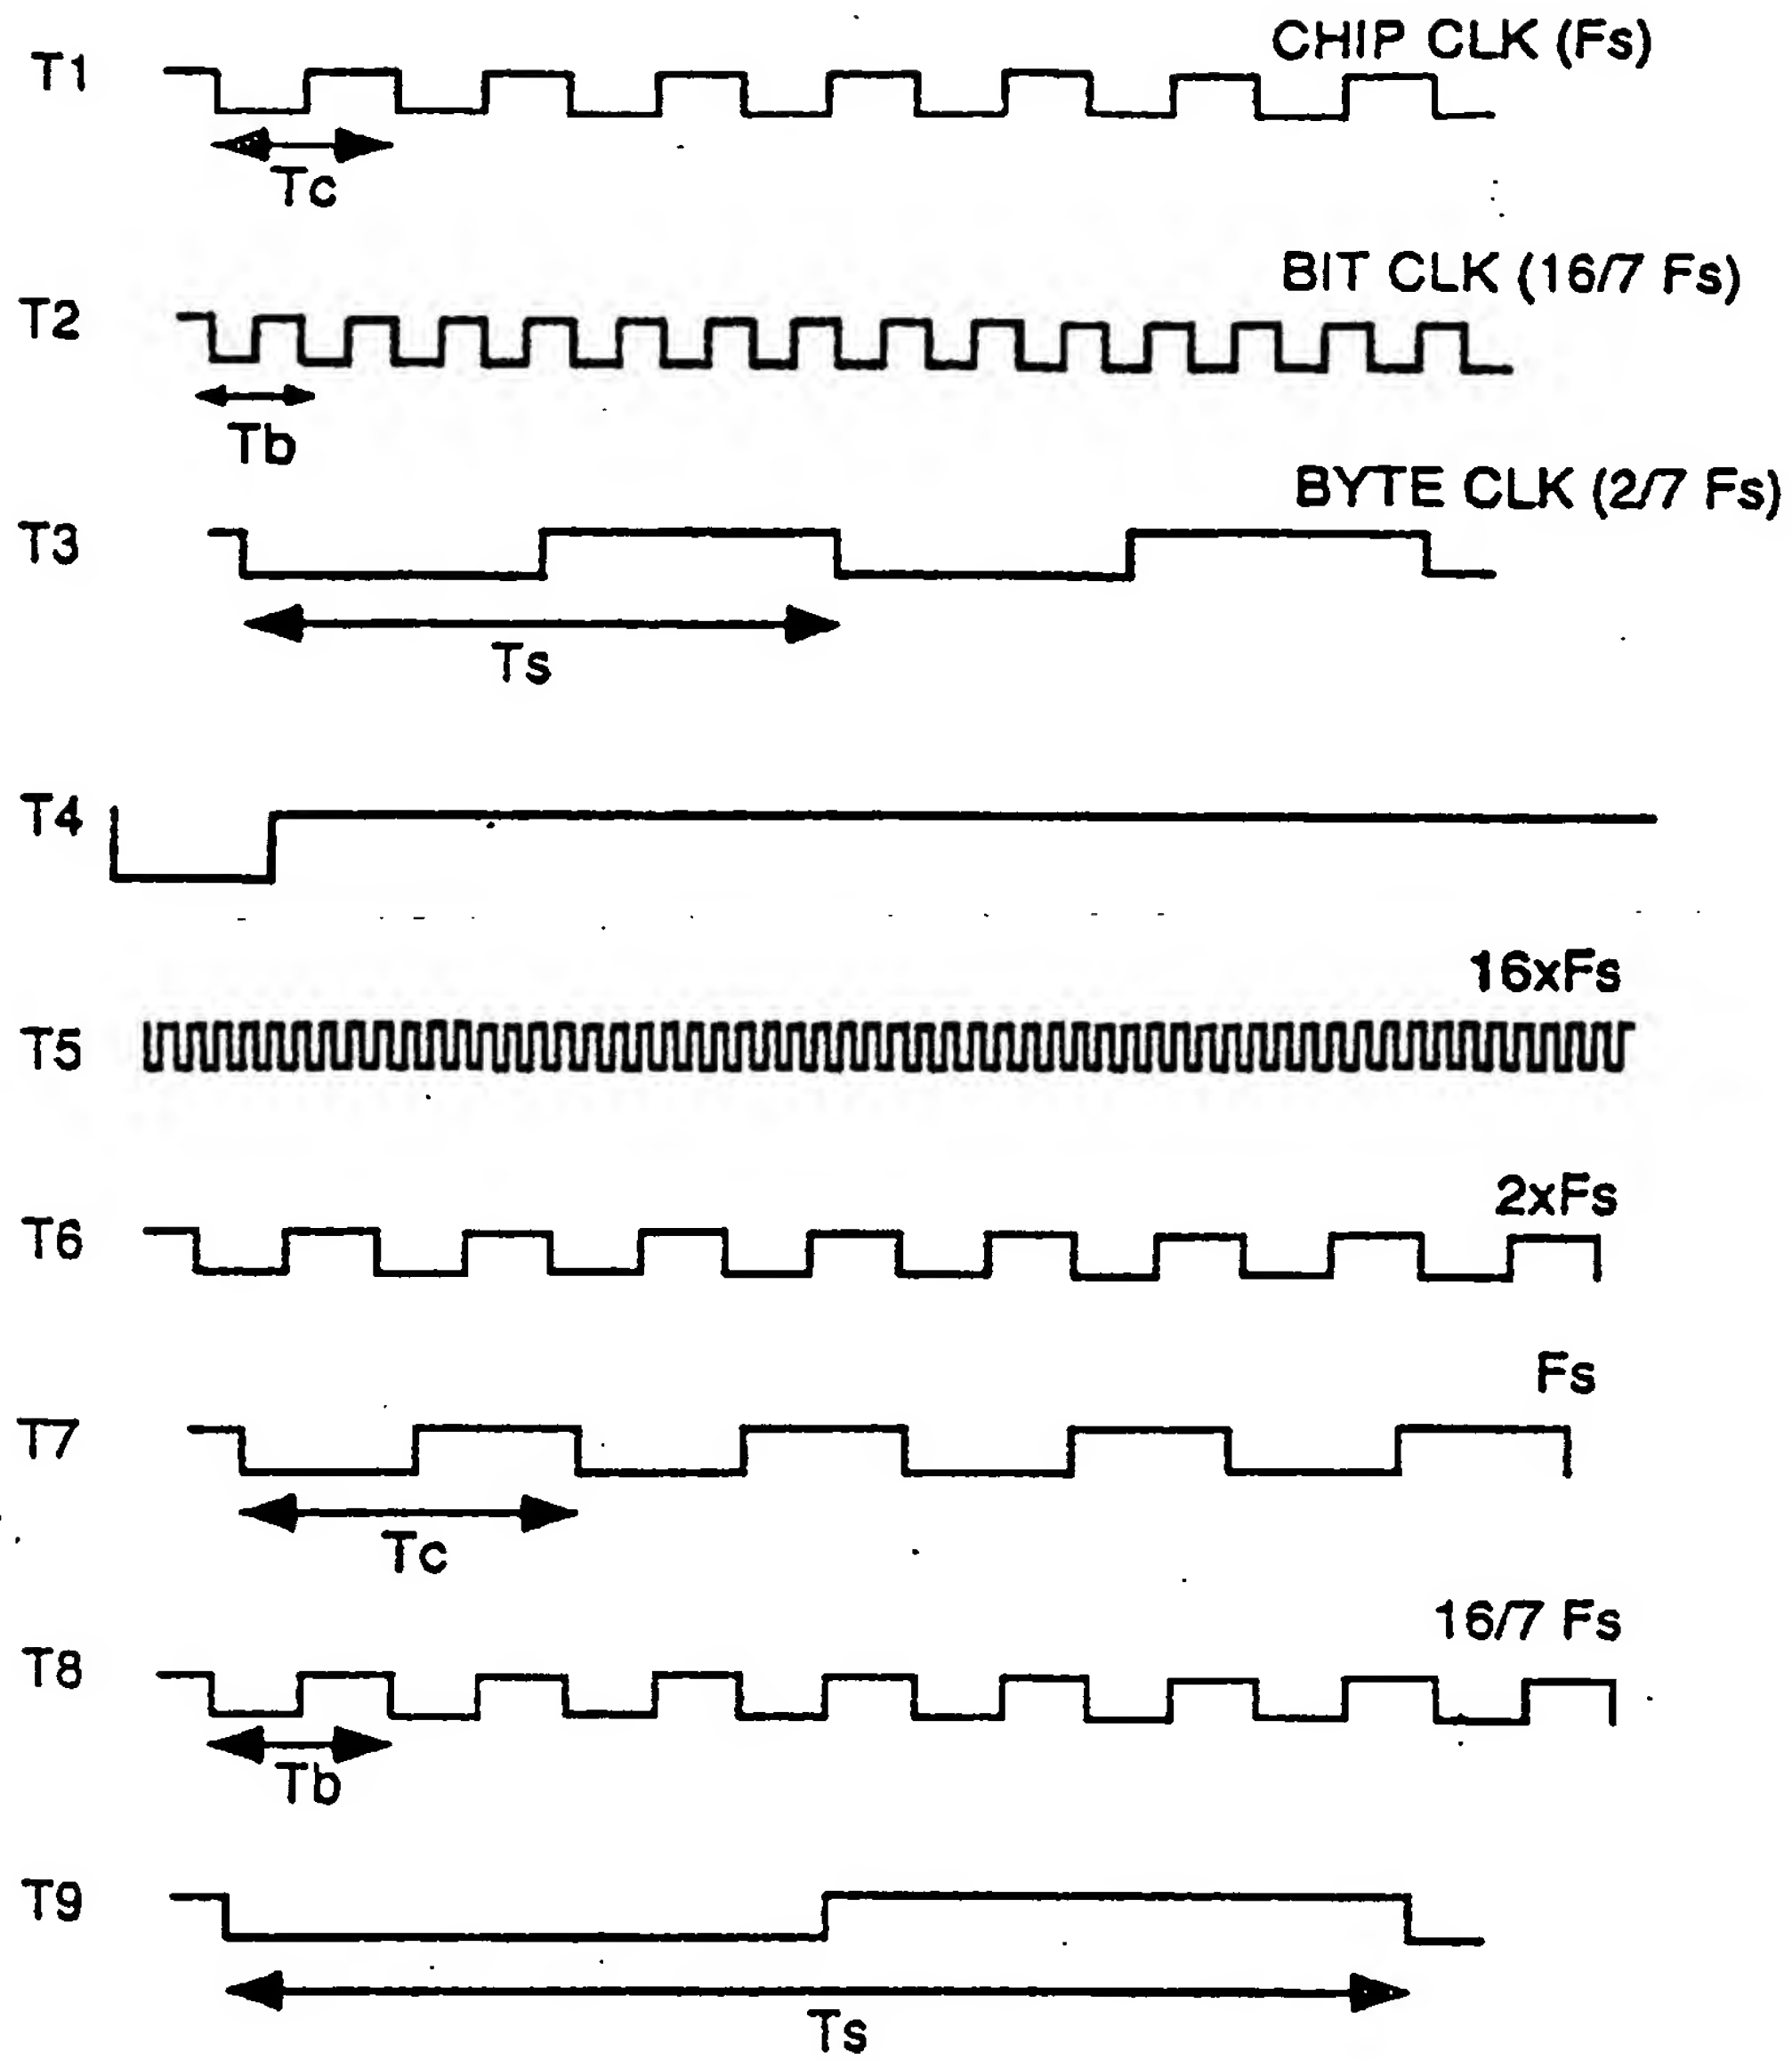 T1
CHIP CLK (Fs)
Tc
T2
BIT CLK (16/7 Fs)
Tb
T3
BYTE CLK (2/7 Fs)
Ts
T4
T5
16xFs
T6
2xFs
T7
Fs
Tc
T8
16/7 Fs
Tb
T9
Ts